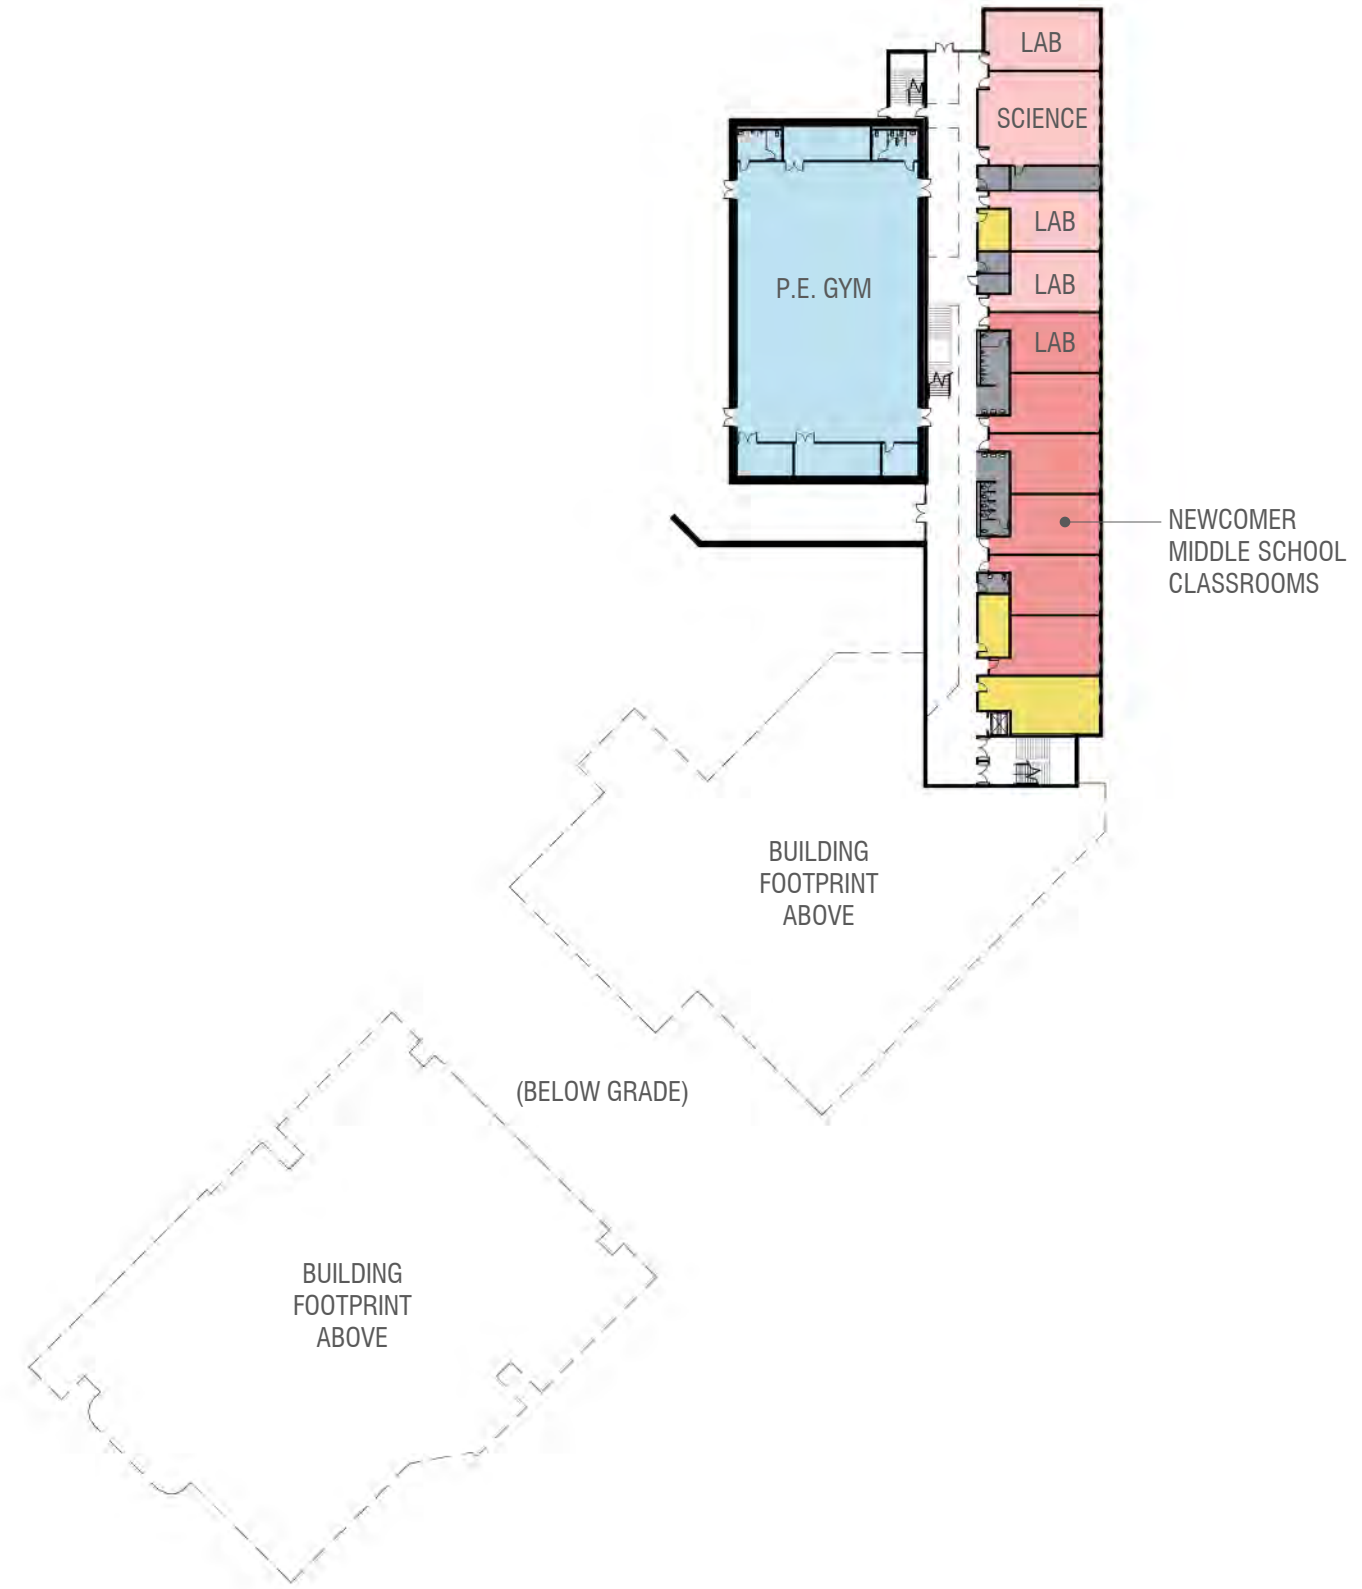 LAB
SCIENCE
LAB
LAB
P.E. GYM
LAB
NEWCOMER
MIDDLE SCHOOL
CLASSROOMS
BUILDING
FOOTPRINT
ABOVE
(BELOW GRADE)
BUILDING
FOOTPRINT
ABOVE